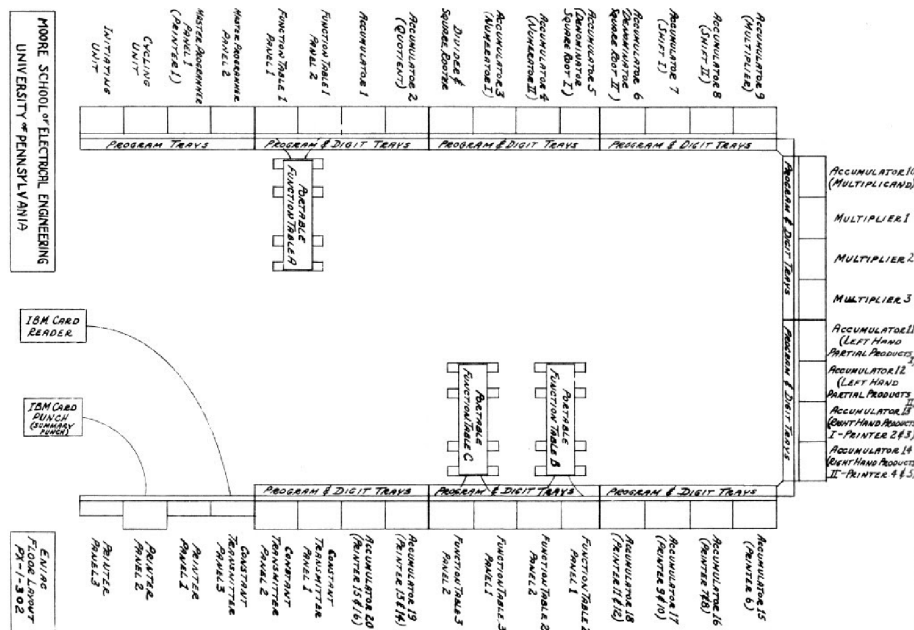 MOORE SCHOOL OF ELECTRICAL ENGINEERING
UNIVERSITY OF PENNSYLVANIA
INITIATING
UNIT
CYCLING
UNIT
MASTER PROGRAMMER
PANEL 1
(PRINTER 1)
MASTER PROGRAMMER
PANEL 2
FUNCTION TABLE 1
PANEL 1
FUNCTION TABLE 1
PANEL 2
ACCUMULATOR 1
ACCUMULATOR 2
(QUOTIENT)
DIVIDER &
SQUARE ROOTER
ACCUMULATOR 3
(NUMERATOR I)
ACCUMULATOR 4
(NUMERATOR II)
ACCUMULATOR 5
(DENOMINATOR
SQUARE ROOT I)
ACCUMULATOR 6
(DENOMINATOR
SQUARE ROOT II)
ACCUMULATOR 7
(SHIFT I)
ACCUMULATOR 8
(SHIFT II)
ACCUMULATOR 9
(MULTIPLIER)
PROGRAM TRAYS
PROGRAM & DIGIT TRAYS
PROGRAM & DIGIT TRAYS
PROGRAM & DIGIT TRAYS
ACCUMULATOR 10
(MULTIPLICAND)
MULTIPLIER 1
MULTIPLIER 2
MULTIPLIER 3
ACCUMULATOR 11
(LEFT HAND
PARTIAL PRODUCTS I)
ACCUMULATOR 12
(LEFT HAND
PARTIAL PRODUCTS II)
ACCUMULATOR 13
(RIGHT HAND PRODUCTS
I-PRINTER 2&3)
ACCUMULATOR 14
(RIGHT HAND PRODUCTS
II-PRINTER 4&5)
PROGRAM & DIGIT TRAYS
PROGRAM & DIGIT TRAYS
PORTABLE
FUNCTION TABLE A
PORTABLE
FUNCTION TABLE C
PORTABLE
FUNCTION TABLE B
IBM CARD
READER
IBM CARD
PUNCH
(SUMMARY
PUNCH)
PROGRAM & DIGIT TRAYS
PROGRAM & DIGIT TRAYS
PROGRAM & DIGIT TRAYS
ENIAC
FLOOR LAYOUT
PX-1-302
PRINTER
PANEL 3
PRINTER
PANEL 2
PRINTER
PANEL 1
CONSTANT
TRANSMITTER
PANEL 3
CONSTANT
TRANSMITTER
PANEL 2
CONSTANT
TRANSMITTER
PANEL 1
ACCUMULATOR 20
(PRINTER 15&16)
ACCUMULATOR 19
(PRINTER 13&14)
FUNCTION TABLE 3
PANEL 2
FUNCTION TABLE 3
PANEL 1
FUNCTION TABLE 2
PANEL 2
FUNCTION TABLE 2
PANEL 1
ACCUMULATOR 18
(PRINTER 11&12)
ACCUMULATOR 17
(PRINTER 9&10)
ACCUMULATOR 16
(PRINTER 7&8)
ACCUMULATOR 15
(PRINTER 6)